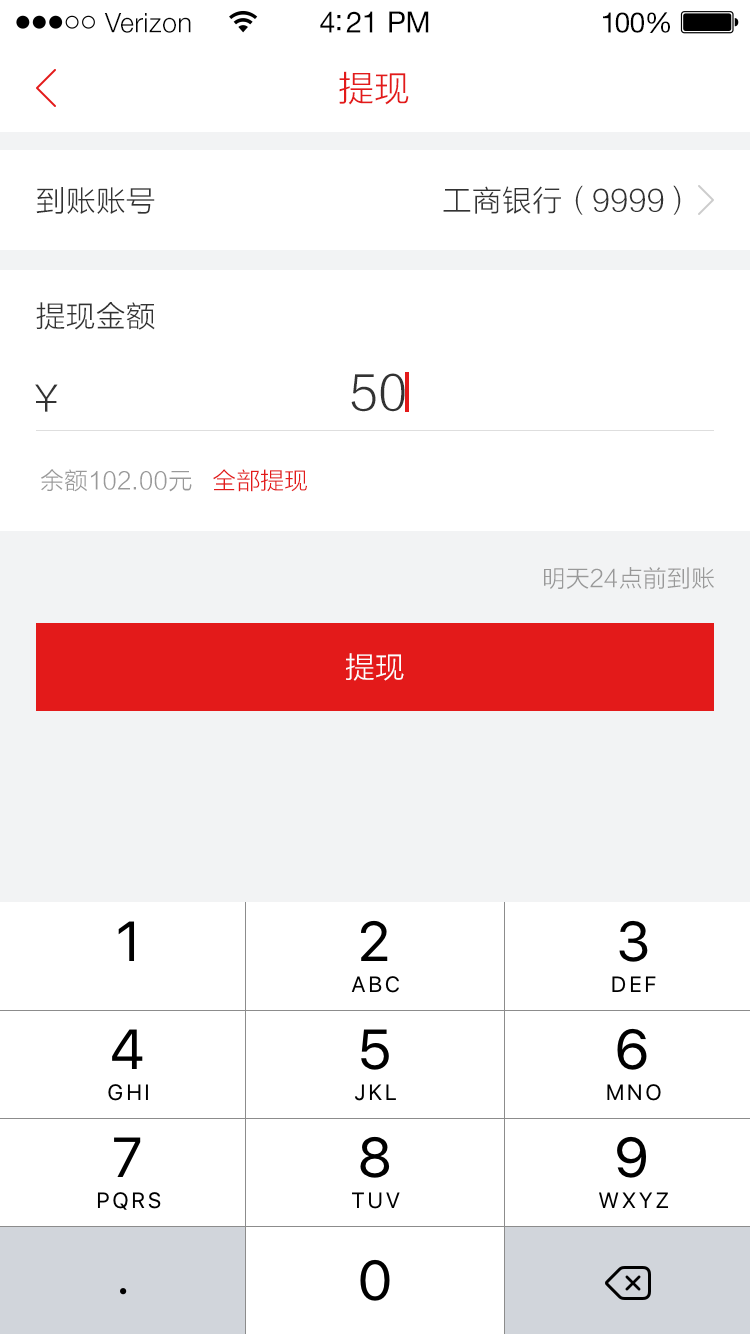 Verizon 4:21 PM 100%
提现
到账账号 工商银行（9999）
提现金额
¥ 50
余额102.00元 全部提现
明天24点前到账
提现
1 2 3
ABC DEF
4 5 6
GHI JKL MNO
7 8 9
PQRS TUV WXYZ
. 0